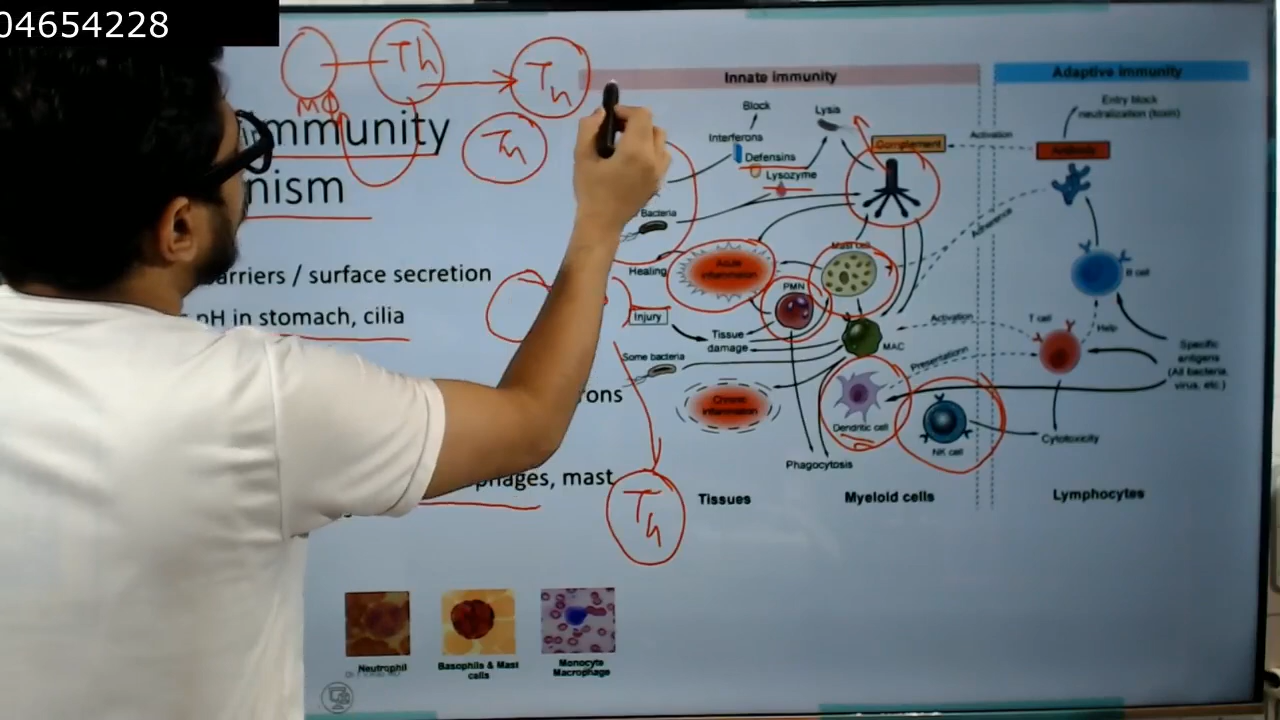 04654228
Th
Th
MΦ
Innate immunity
Adaptive immunity
mmunity
Th
Block
Lysis
Entry block
neutralization (toxin)
Interferons
Complement
Activation
Antibody
Defensins
nism
Lysozyme
Bacteria
Adherence
Mast cell
arriers / surface secretion
Healing
Acute
inflammation
PMN
B cell
pH in stomach, cilia
Injury
Activation
T cell
Help
Tissue
damage
MAC
Some bacteria
Presentation
Specific
antigens
(All bacteria,
virus, etc.)
rons
Chronic
inflammation
Dendritic cell
NK cell
Cytotoxicity
Phagocytosis
phages, mast
Tissues
Myeloid cells
Lymphocytes
Th
Neutrophil
Basophils & Mast
cells
Monocyte
Macrophage